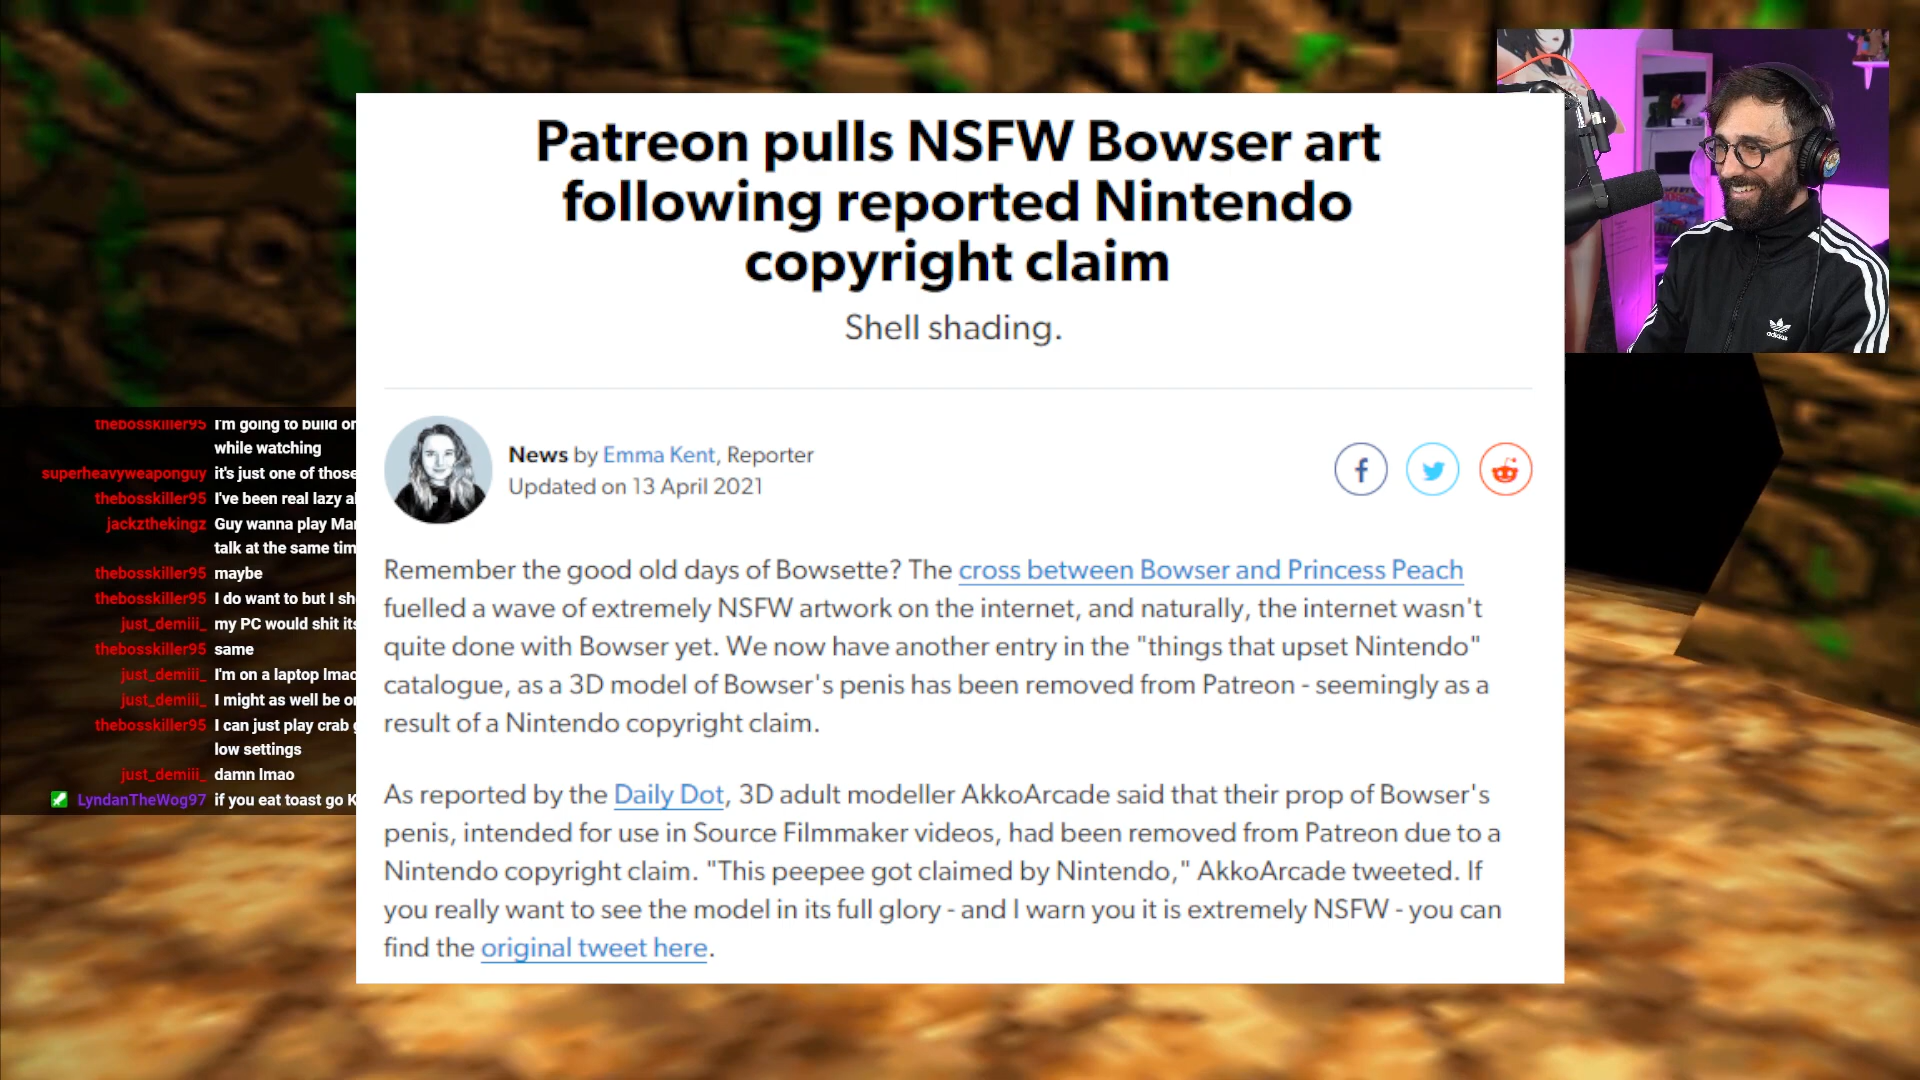 Patreon pulls NSFW Bowser art
following reported Nintendo
copyright claim
Shell shading.
News by Emma Kent, Reporter
Updated on 13 April 2021
Remember the good old days of Bowsette? The cross between Bowser and Princess Peach
fuelled a wave of extremely NSFW artwork on the internet, and naturally, the internet wasn't
quite done with Bowser yet. We now have another entry in the "things that upset Nintendo"
catalogue, as a 3D model of Bowser's penis has been removed from Patreon - seemingly as a
result of a Nintendo copyright claim.
As reported by the Daily Dot, 3D adult modeller AkkoArcade said that their prop of Bowser's
penis, intended for use in Source Filmmaker videos, had been removed from Patreon due to a
Nintendo copyright claim. "This peepee got claimed by Nintendo," AkkoArcade tweeted. If
you really want to see the model in its full glory - and I warn you it is extremely NSFW - you can
find the original tweet here.
thebosskiller95 I'm going to build or
while watching
superheavyweaponguy it's just one of those
thebosskiller95 I've been real lazy
jackzthekingz Guy wanna play
talk at the same
thebosskiller95 maybe
thebosskiller95 I do want to but I
just_demiii_ my PC would shit
thebosskiller95 same
just_demiii_ I'm on a laptop lmao
just_demiii_ I might as well be
thebosskiller95 I can just play crab
low settings
just_demiii_ damn lmao
LyndanTheWog97 if you eat toast go
adidas